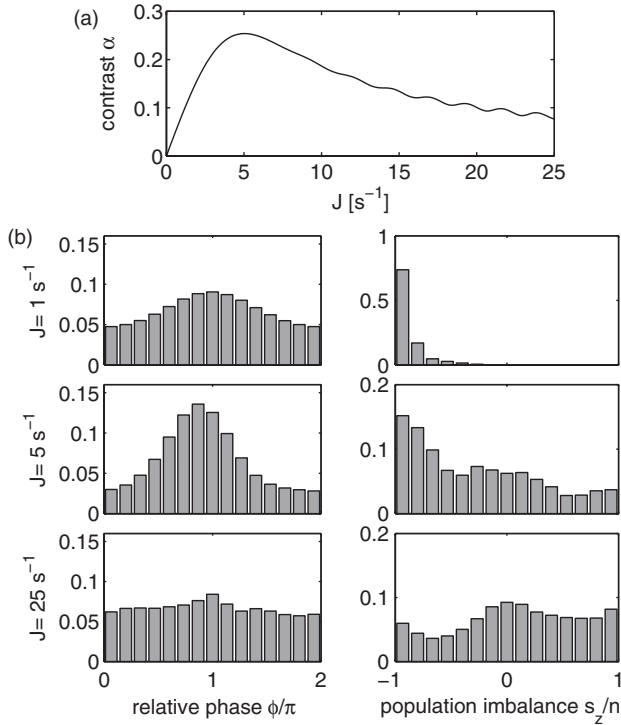 (a)
contrast α
0.3
0.2
0.1
0
0 5 10 15 20 25
J [s⁻¹]
(b)
J= 1 s⁻¹
0.15
0.1
0.05
0
1
0.5
0
J= 5 s⁻¹
0.15
0.1
0.05
0
0.2
0.1
0
J= 25 s⁻¹
0.15
0.1
0.05
0
0.2
0.1
0
0 1 2
−1 0 1
relative phase ϕ/π
population imbalance s_z/n